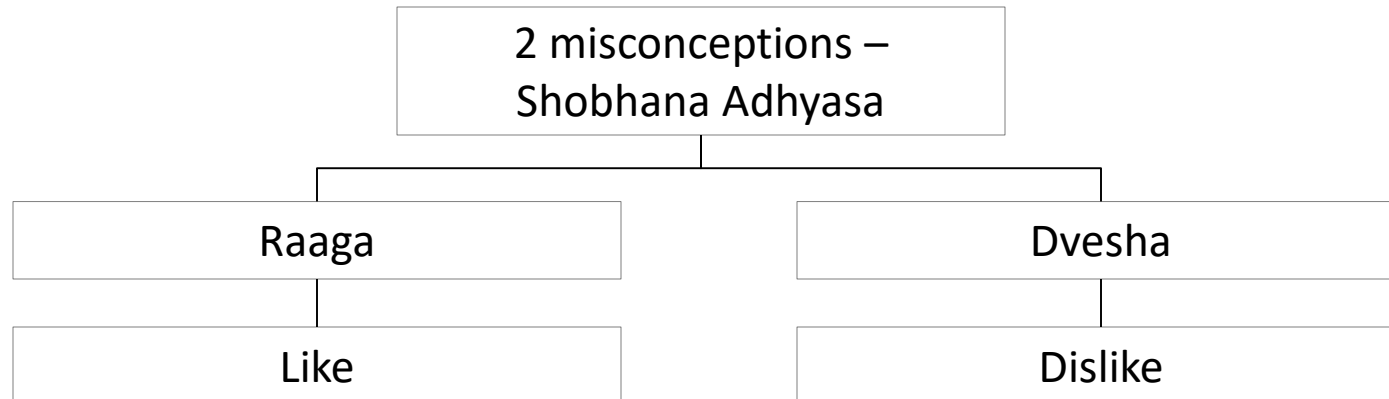 2 misconceptions –
Shobhana Adhyasa
Raaga
Dvesha
Like
Dislike